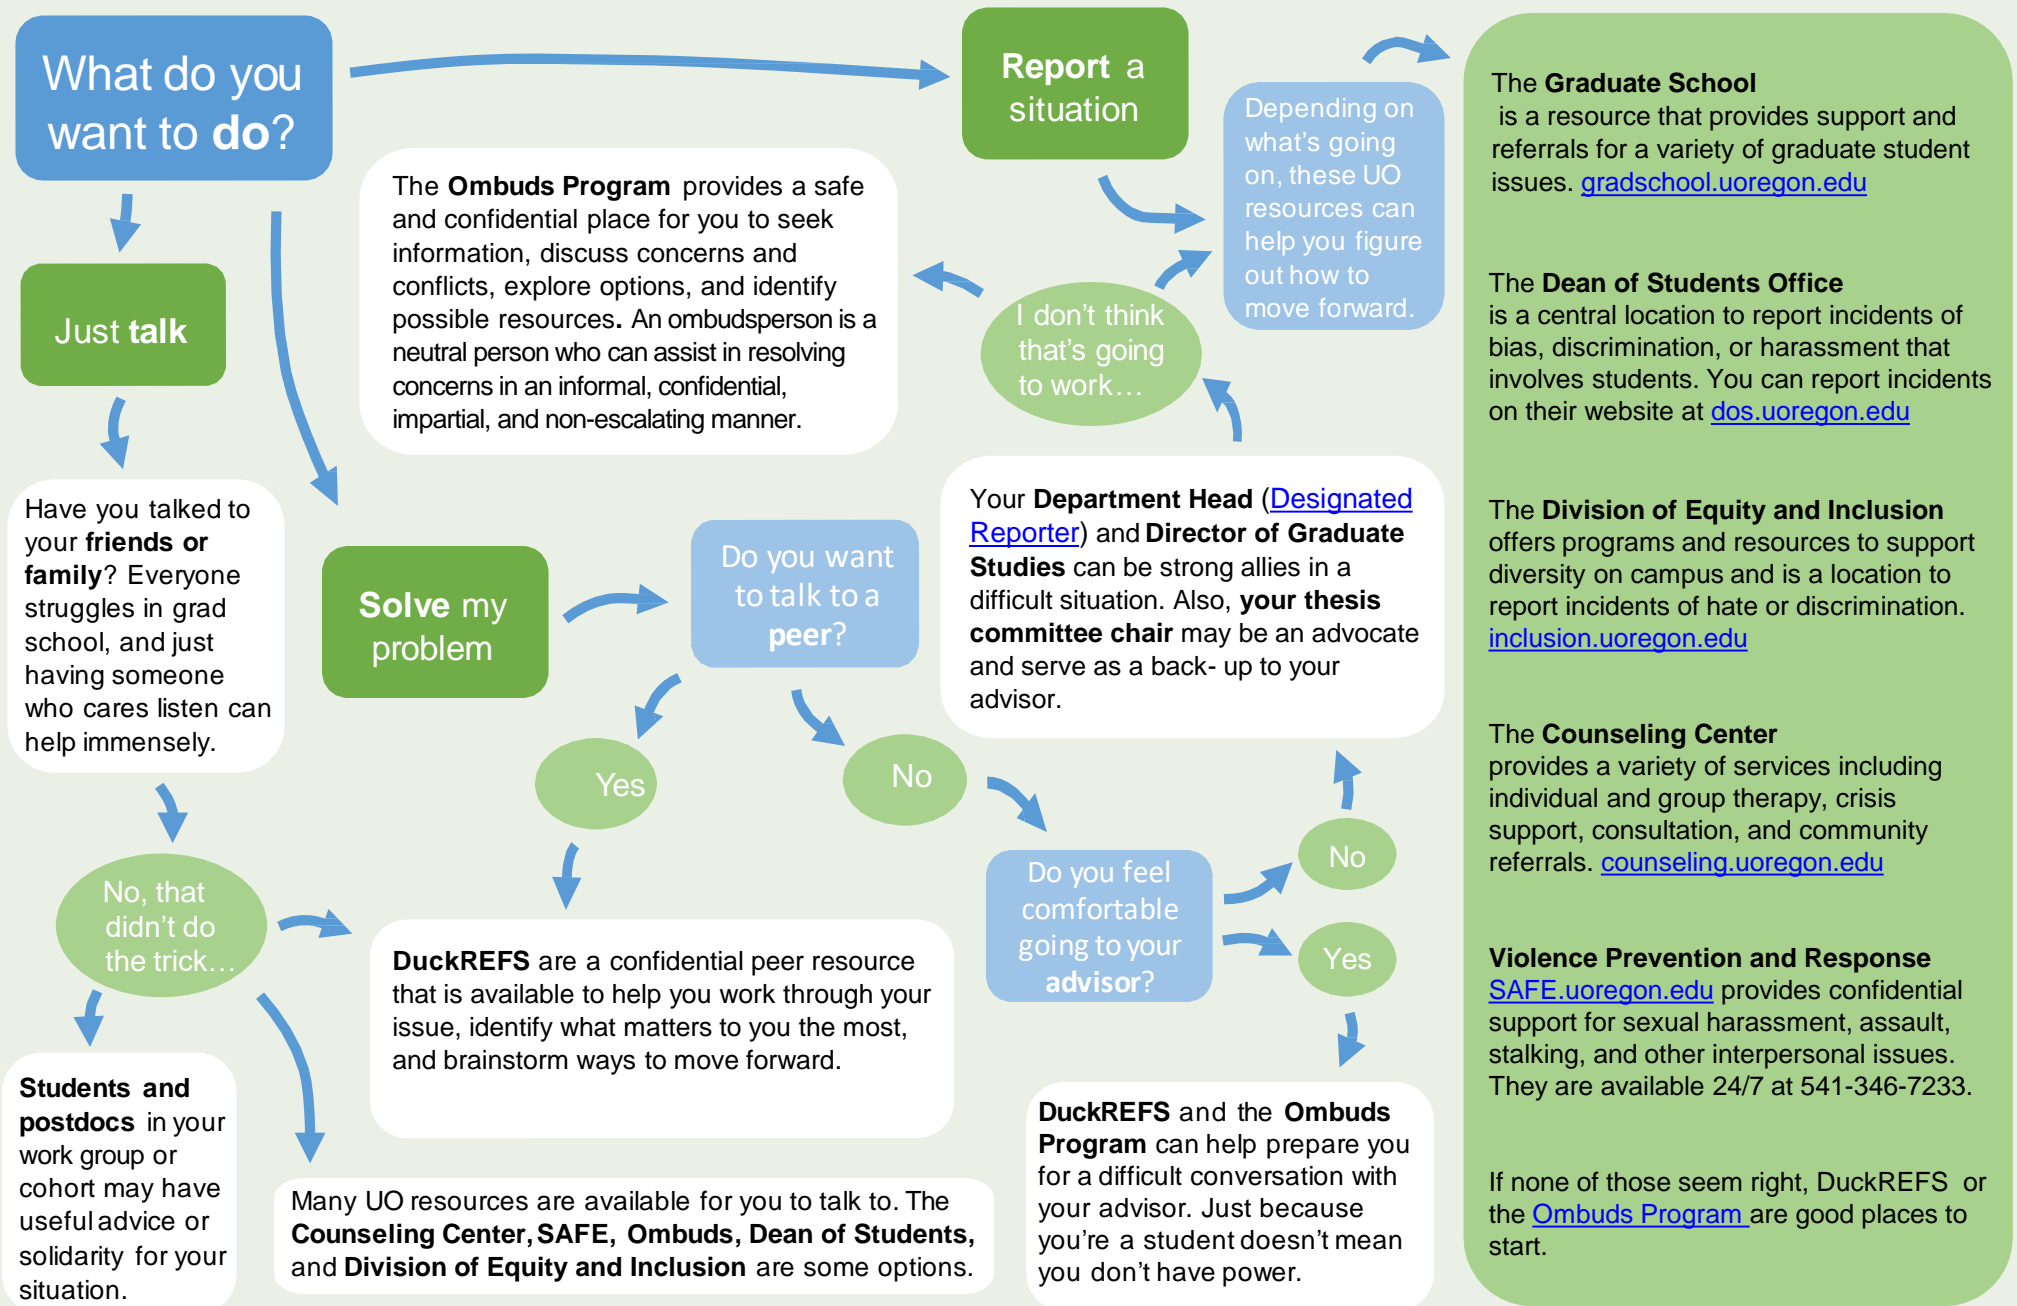 What do you
want to do?
Report a
situation
Depending on
what's going
on, these UO
resources can
help you figure
out how to
move forward.
The Ombuds Program provides a safe
and confidential place for you to seek
information, discuss concerns and
conflicts, explore options, and identify
possible resources. An ombudsperson is a
neutral person who can assist in resolving
concerns in an informal, confidential,
impartial, and non-escalating manner.
I don't think
that's going
to work…
Just talk
Have you talked to
your friends or
family? Everyone
struggles in grad
school, and just
having someone
who cares listen can
help immensely.
Solve my
problem
Do you want
to talk to a
peer?
Your Department Head (Designated
Reporter) and Director of Graduate
Studies can be strong allies in a
difficult situation. Also, your thesis
committee chair may be an advocate
and serve as a back- up to your
advisor.
Yes
No
No, that
didn't do
the trick…
Do you feel
comfortable
going to your
advisor?
No
Yes
DuckREFS are a confidential peer resource
that is available to help you work through your
issue, identify what matters to you the most,
and brainstorm ways to move forward.
Students and
postdocs in your
work group or
cohort may have
useful advice or
solidarity for your
situation.
Many UO resources are available for you to talk to. The
Counseling Center, SAFE, Ombuds, Dean of Students,
and Division of Equity and Inclusion are some options.
DuckREFS and the Ombuds
Program can help prepare you
for a difficult conversation with
your advisor. Just because
you're a student doesn't mean
you don't have power.
The Graduate School
is a resource that provides support and
referrals for a variety of graduate student
issues. gradschool.uoregon.edu
The Dean of Students Office
is a central location to report incidents of
bias, discrimination, or harassment that
involves students. You can report incidents
on their website at dos.uoregon.edu
The Division of Equity and Inclusion
offers programs and resources to support
diversity on campus and is a location to
report incidents of hate or discrimination.
inclusion.uoregon.edu
The Counseling Center
provides a variety of services including
individual and group therapy, crisis
support, consultation, and community
referrals. counseling.uoregon.edu
Violence Prevention and Response
SAFE.uoregon.edu provides confidential
support for sexual harassment, assault,
stalking, and other interpersonal issues.
They are available 24/7 at 541-346-7233.
If none of those seem right, DuckREFS or
the Ombuds Program are good places to
start.